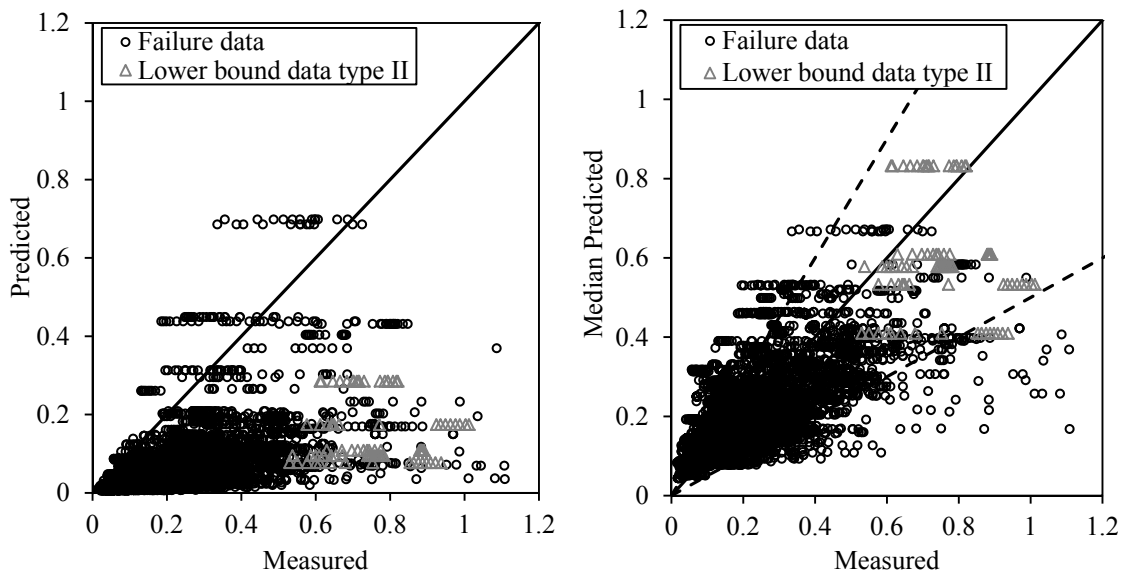 1.2
Failure data
Lower bound data type II
1
0.8
0.6
0.4
0.2
0
Predicted
0 0.2 0.4 0.6 0.8 1 1.2
Measured
1.2
Failure data
Lower bound data type II
1
0.8
0.6
0.4
0.2
0
Median Predicted
0 0.2 0.4 0.6 0.8 1 1.2
Measured